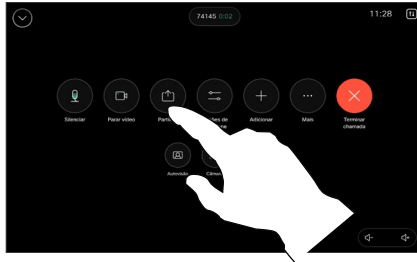 74145 0:02
11:28
Silenciar
Parar vídeo
Adicionar
Mais
Terminar
chamada
Autovisão